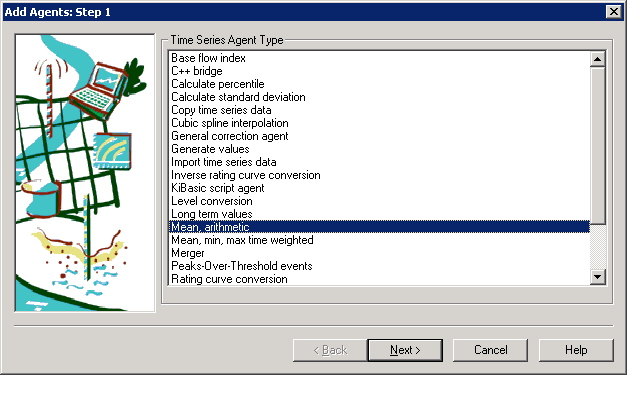 Add Agents: Step 1
Time Series Agent Type
Base flow index
C++ bridge
Calculate percentile
Calculate standard deviation
Copy time series data
Cubic spline interpolation
General correction agent
Generate values
Import time series data
Inverse rating curve conversion
KiBasic script agent
Level conversion
Long term values
Mean, arithmetic
Mean, min, max time weighted
Merger
Peaks-Over-Threshold events
Rating curve conversion
< Back Next > Cancel Help